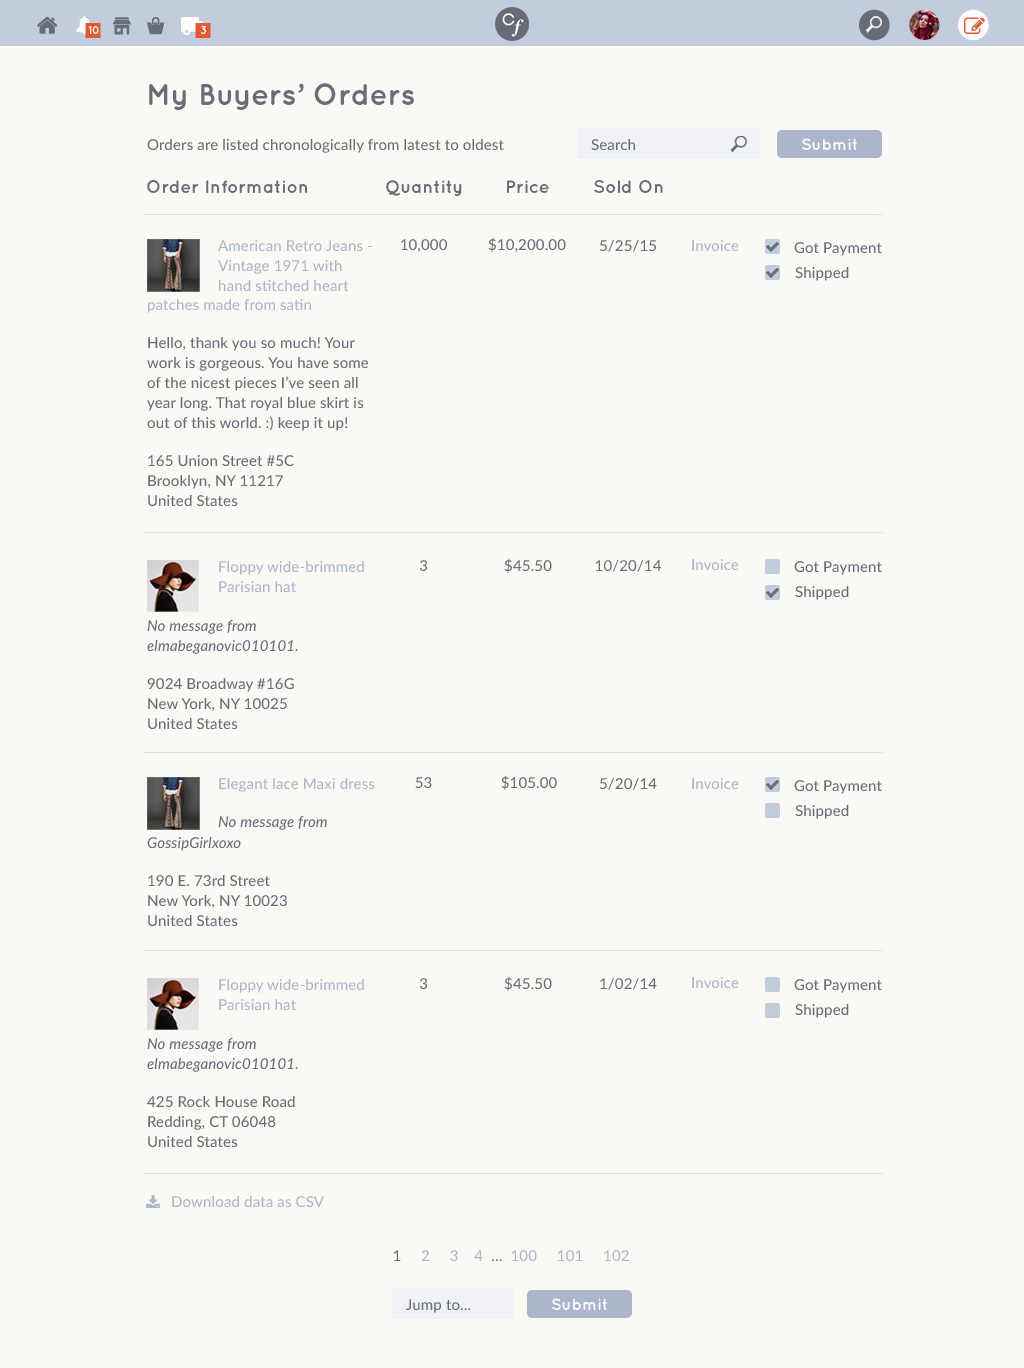 10
3
Cf
My Buyers’ Orders
Orders are listed chronologically from latest to oldest
Search
Submit
Order Information Quantity Price Sold On
American Retro Jeans - 10,000 $10,200.00 5/25/15 Invoice Got Payment
Vintage 1971 with
Shipped
hand stitched heart
patches made from satin
Hello, thank you so much! Your
work is gorgeous. You have some
of the nicest pieces I’ve seen all
year long. That royal blue skirt is
out of this world. :) keep it up!
165 Union Street #5C
Brooklyn, NY 11217
United States
Floppy wide-brimmed 3 $45.50 10/20/14 Invoice Got Payment
Parisian hat
Shipped
No message from
elmabeganovic010101.
9024 Broadway #16G
New York, NY 10025
United States
Elegant lace Maxi dress 53 $105.00 5/20/14 Invoice Got Payment
Shipped
No message from
GossipGirlxoxo
190 E. 73rd Street
New York, NY 10023
United States
Floppy wide-brimmed 3 $45.50 1/02/14 Invoice Got Payment
Parisian hat
Shipped
No message from
elmabeganovic010101.
425 Rock House Road
Redding, CT 06048
United States
Download data as CSV
1 2 3 4 ... 100 101 102
Jump to...
Submit